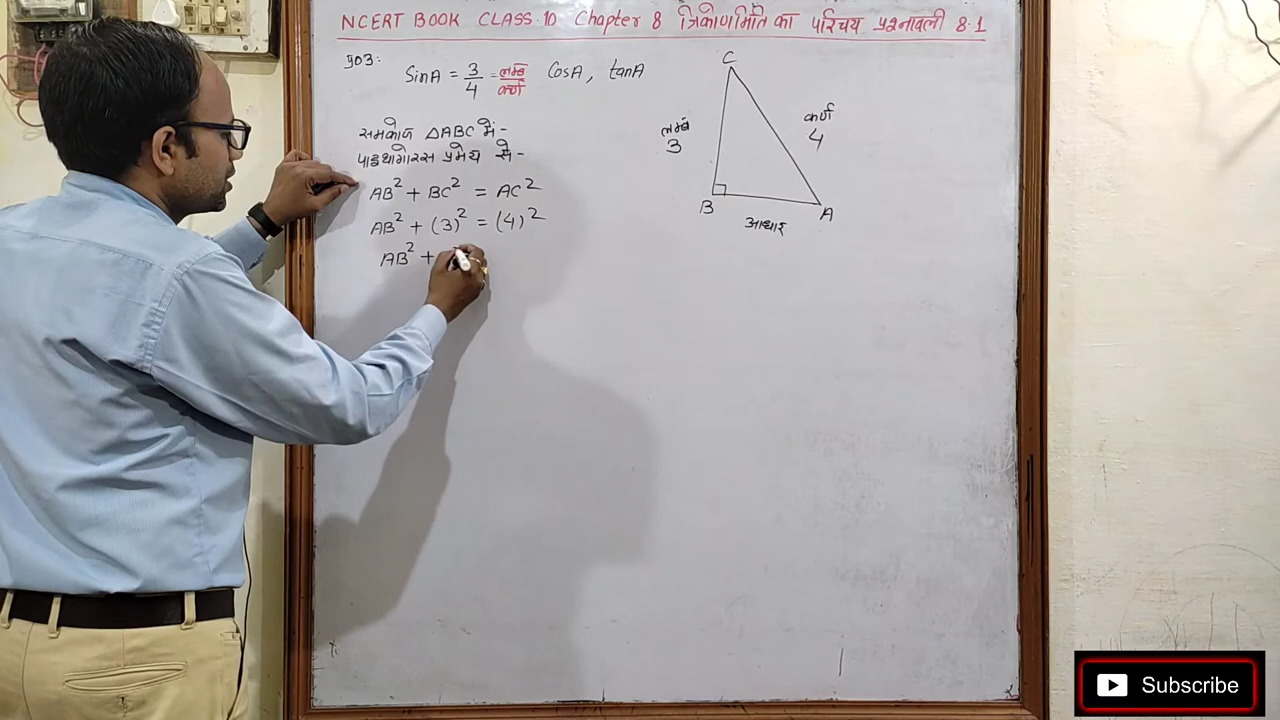 NCERT BOOK CLASS.10 Chapter 8 त्रिकोणमिति का परिचय प्रश्नावली 8.1
प्र03:
SinA = 3/4 = लम्ब/कर्ण CosA, tanA
समकोण △ABC में-
पाइथागोरस प्रमेय से-
AB² + BC² = AC²
AB² + (3)² = (4)²
AB² +
C
लम्ब
3
कर्ण
4
B
A
आधार
Subscribe